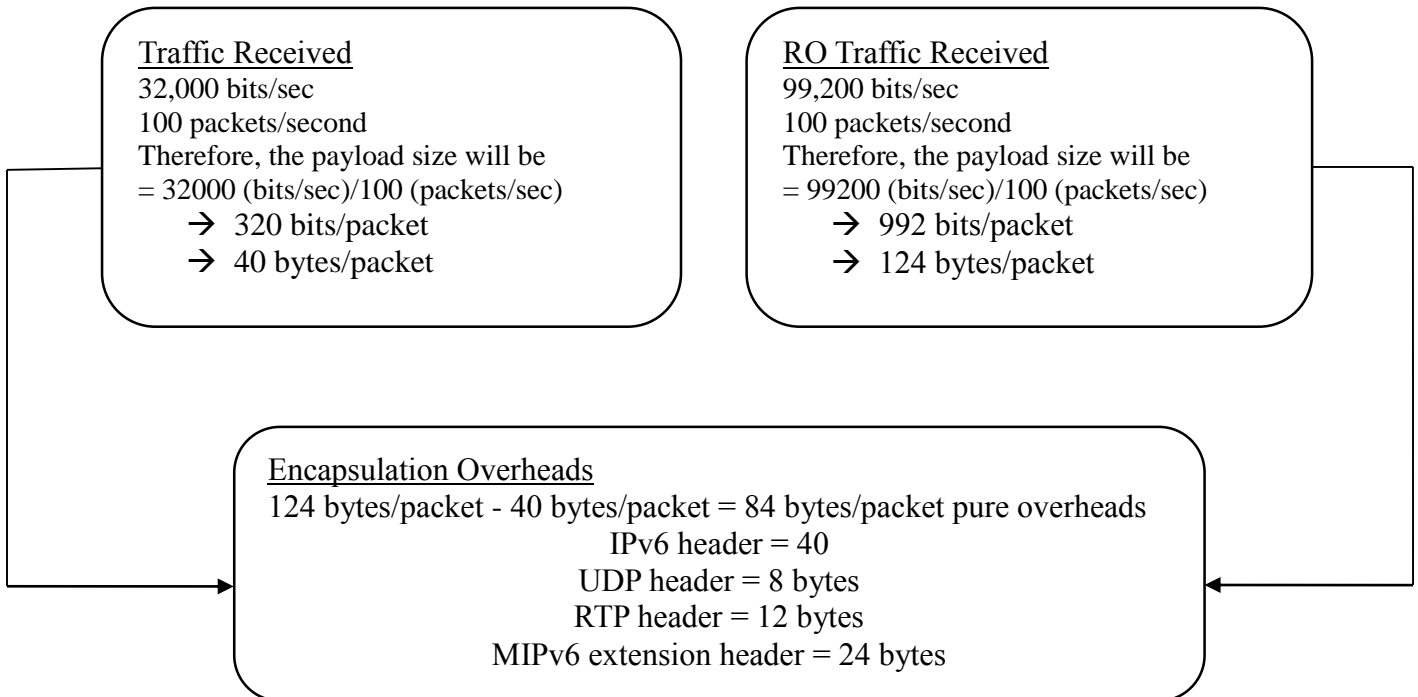 Traffic Received
32,000 bits/sec
100 packets/second
Therefore, the payload size will be
= 32000 (bits/sec)/100 (packets/sec)
→ 320 bits/packet
→ 40 bytes/packet
RO Traffic Received
99,200 bits/sec
100 packets/second
Therefore, the payload size will be
= 99200 (bits/sec)/100 (packets/sec)
→ 992 bits/packet
→ 124 bytes/packet
Encapsulation Overheads
124 bytes/packet - 40 bytes/packet = 84 bytes/packet pure overheads
IPv6 header = 40
UDP header = 8 bytes
RTP header = 12 bytes
MIPv6 extension header = 24 bytes